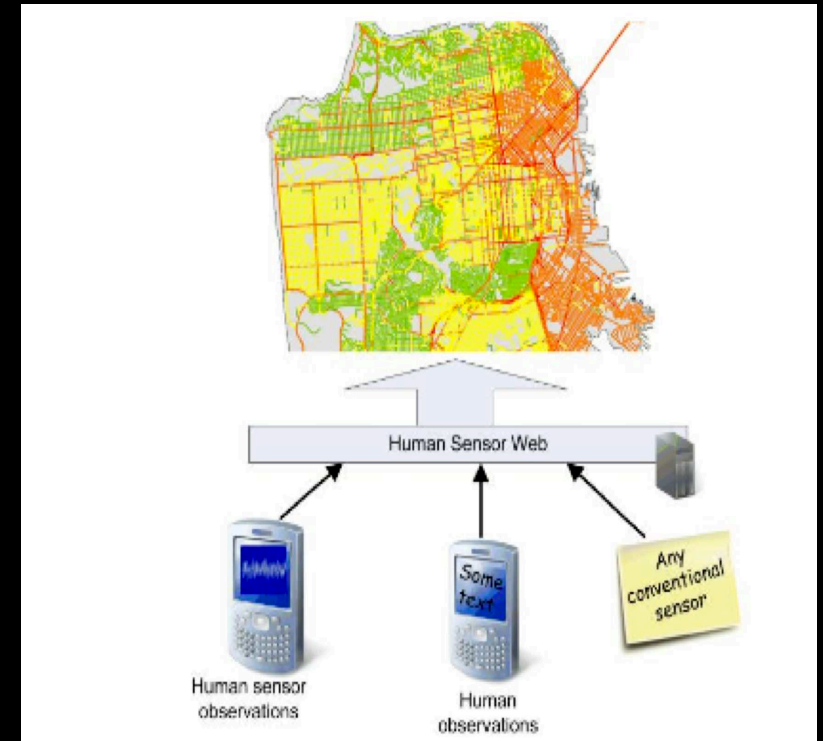 Human Sensor Web
Some
text
Any
conventional
sensor
Human sensor
observations
Human
observations